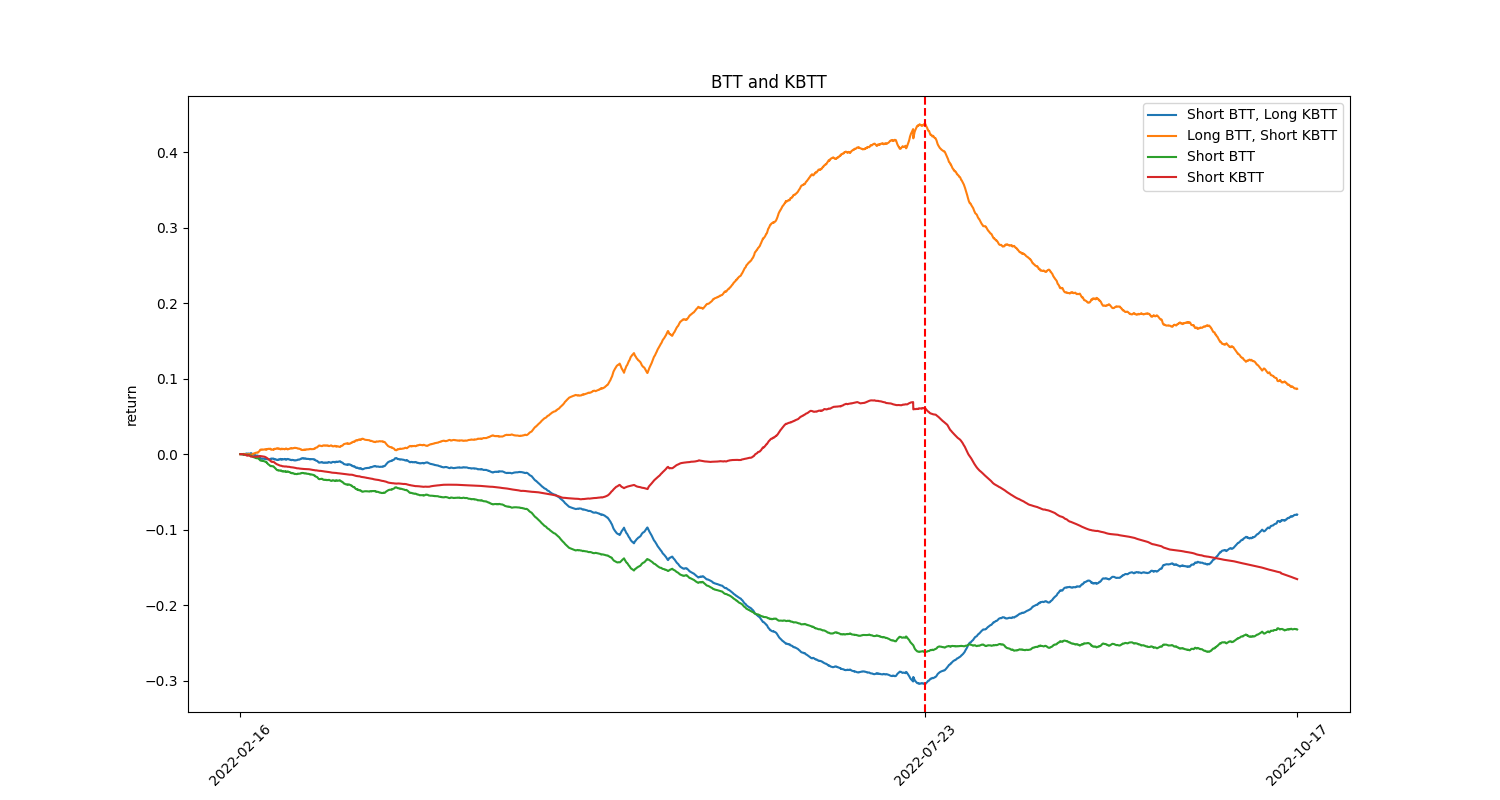 BTT and KBTT
Short BTT, Long KBTT
Long BTT, Short KBTT
Short BTT
Short KBTT
return
0.4
0.3
0.2
0.1
0.0
−0.1
−0.2
−0.3
2022-02-16
2022-07-23
2022-10-17